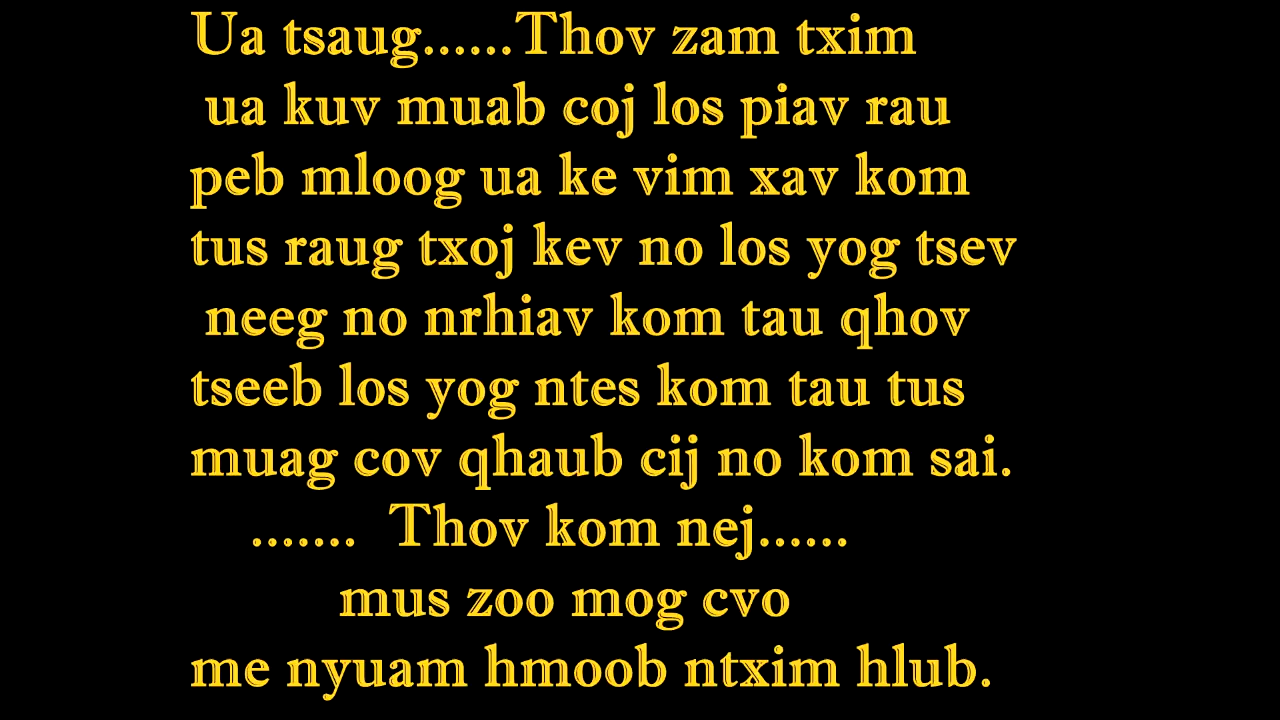 Ua tsaug......Thov zam txim
ua kuv muab coj los piav rau
peb mloog ua ke vim xav kom
tus raug txoj kev no los yog tsev
neeg no nrhiav kom tau qhov
tseeb los yog ntes kom tau tus
muag cov qhaub cij no kom sai.
....... Thov kom nej......
mus zoo mog cvo
me nyuam hmoob ntxim hlub.